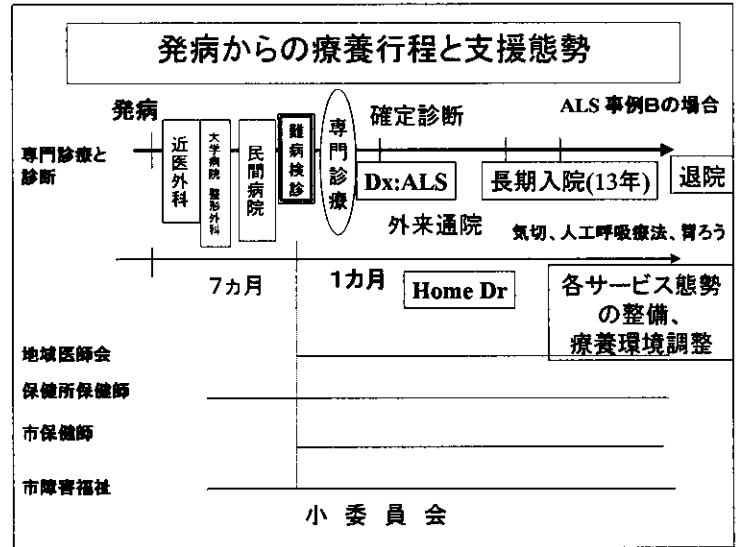 発病からの療養行程と支援態勢
発病
確定診断
ALS 事例Bの場合
専門診療と
診断
近医外科
大学病院 整形外科
民間病院
難病検診
専門診療
Dx:ALS
長期入院(13年)
退院
外来通院
気切、人工呼吸療法、胃ろう
7カ月
1カ月
Home Dr
各サービス態勢
の整備、
療養環境調整
地域医師会
保健所保健師
市保健師
市障害福祉
小委員会